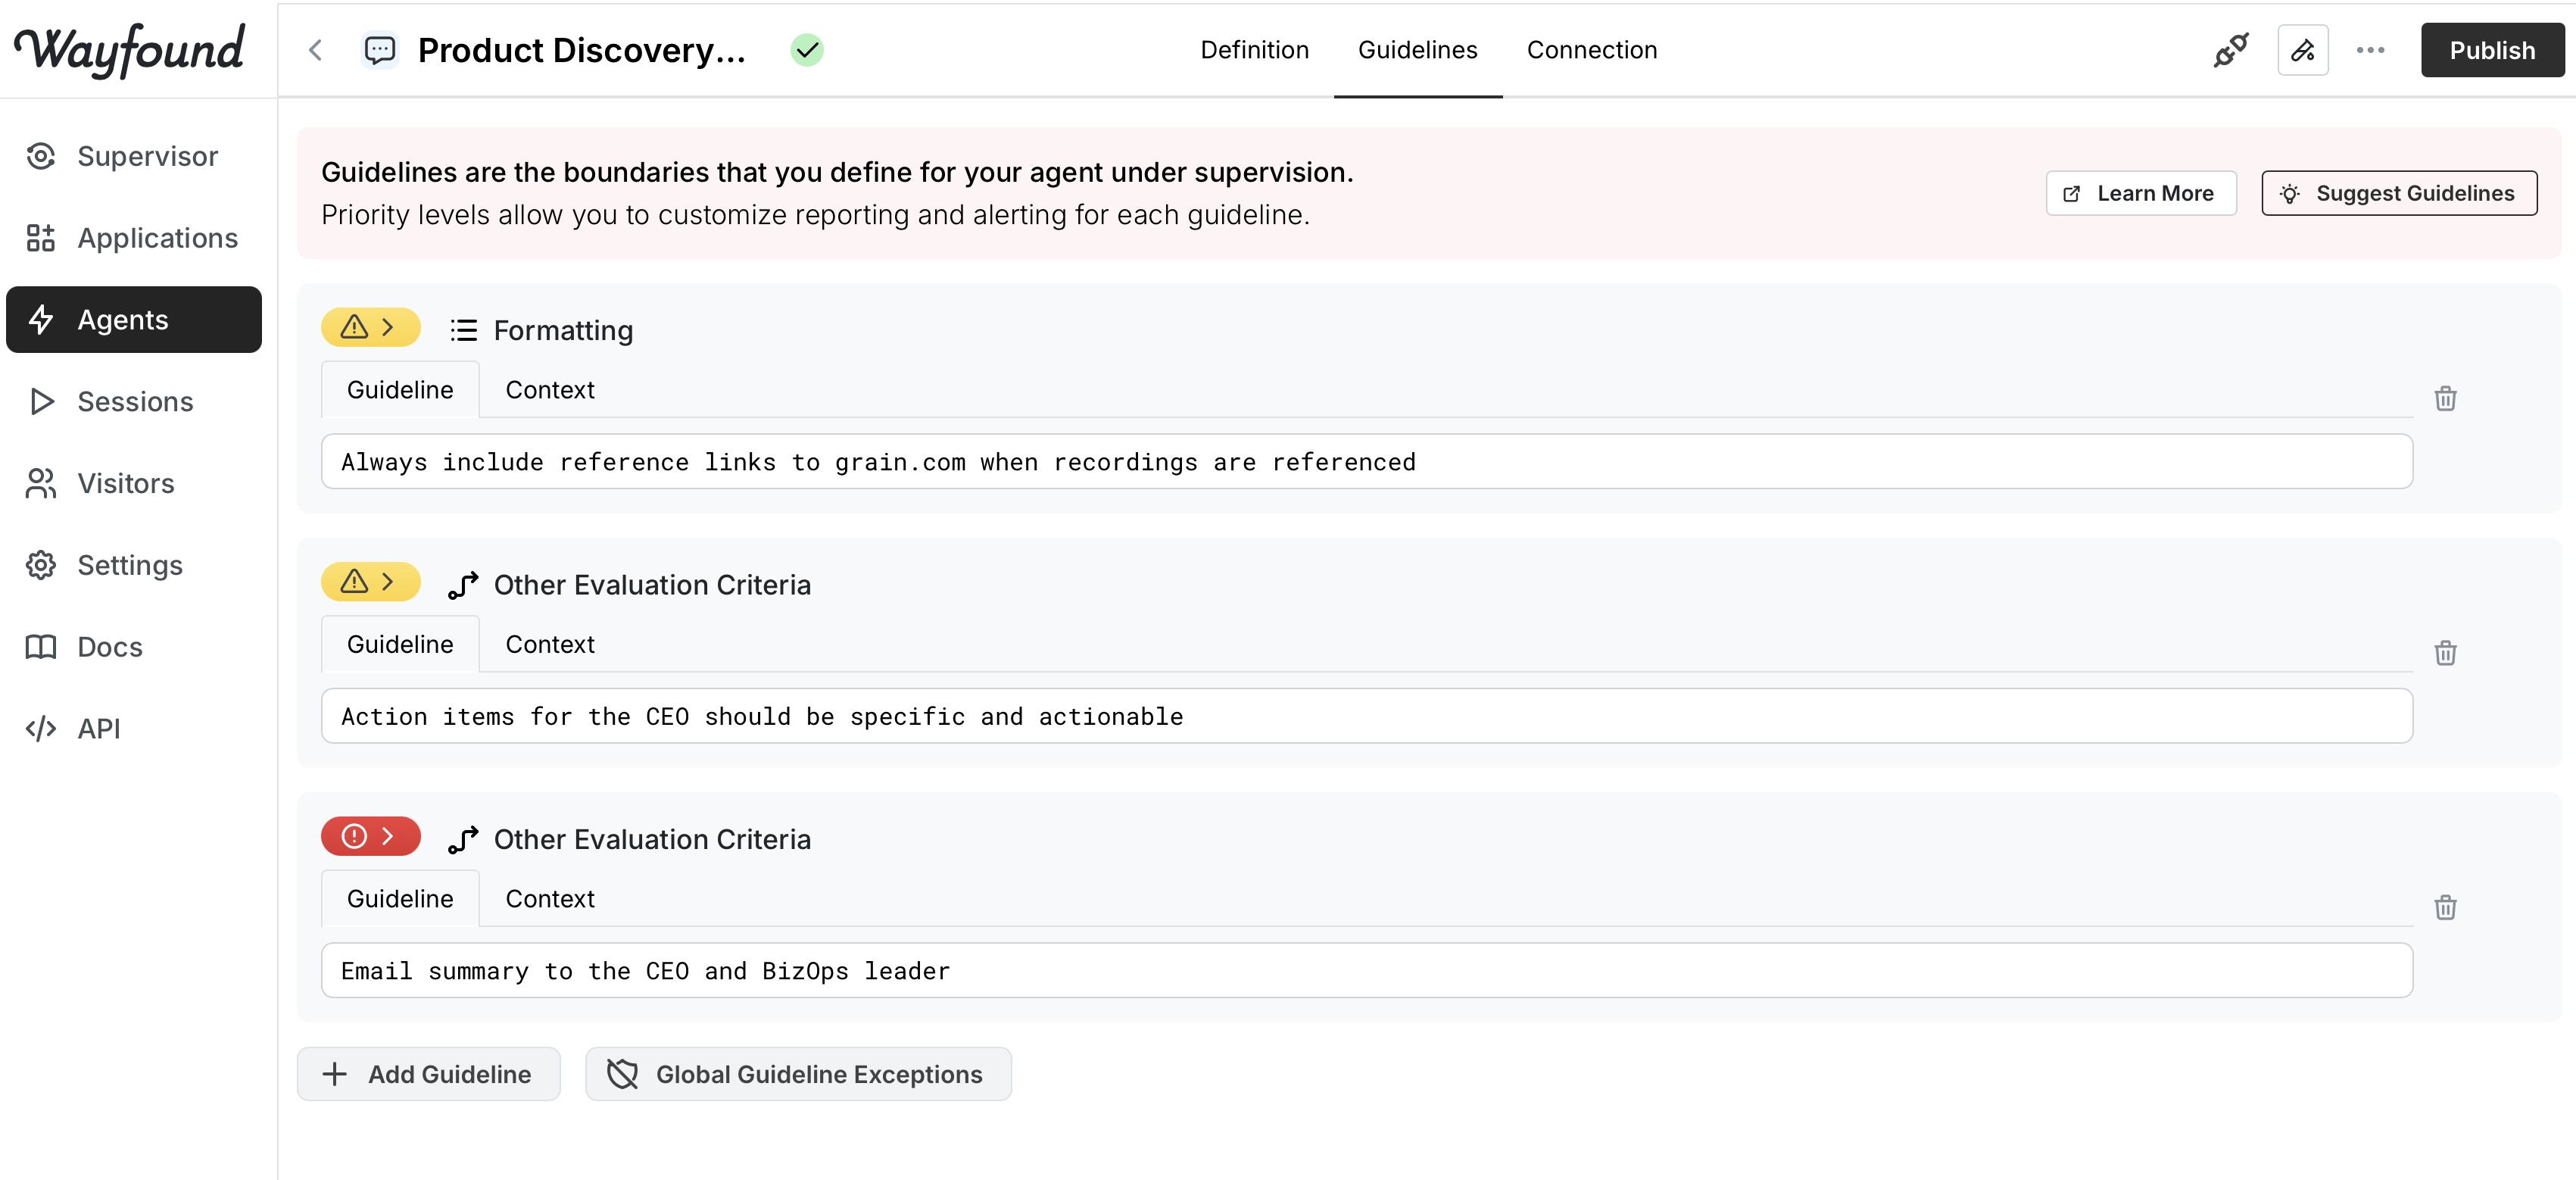 Wayfound
Product Discovery...
Definition
Guidelines
Connection
Publish
Supervisor
Applications
Agents
Sessions
Visitors
Settings
Docs
API
Guidelines are the boundaries that you define for your agent under supervision.
Priority levels allow you to customize reporting and alerting for each guideline.
Learn More
Suggest Guidelines
Formatting
Guideline
Context
Always include reference links to grain.com when recordings are referenced
Other Evaluation Criteria
Guideline
Context
Action items for the CEO should be specific and actionable
Other Evaluation Criteria
Guideline
Context
Email summary to the CEO and BizOps leader
Add Guideline
Global Guideline Exceptions